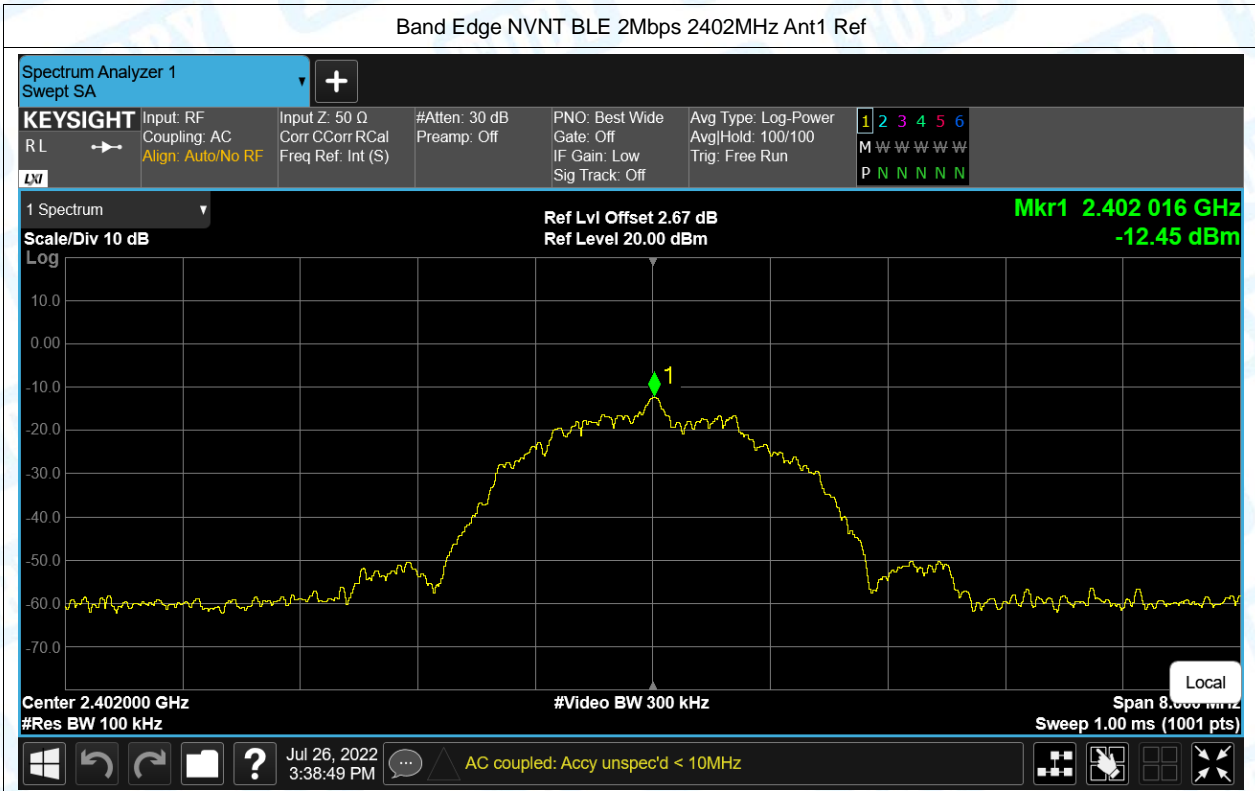 Band Edge NVNT BLE 2Mbps 2402MHz Ant1 Ref
Spectrum Analyzer 1
Swept SA
KEYSIGHT
R L
LXI
Input: RF
Coupling: AC
Align: Auto/No RF
Input Z: 50 Ω
Corr CCorr RCal
Freq Ref: Int (S)
#Atten: 30 dB
Preamp: Off
PNO: Best Wide
Gate: Off
IF Gain: Low
Sig Track: Off
Avg Type: Log-Power
Avg|Hold: 100/100
Trig: Free Run
1 2 3 4 5 6
M W W W W W
P N N N N N
1 Spectrum
Scale/Div 10 dB
Ref Lvl Offset 2.67 dB
Ref Level 20.00 dBm
Mkr1 2.402 016 GHz
-12.45 dBm
Log
10.0
0.00
-10.0
-20.0
-30.0
-40.0
-50.0
-60.0
-70.0
1
Local
Center 2.402000 GHz
#Video BW 300 kHz
Span 8.000 MHz
#Res BW 100 kHz
Sweep 1.00 ms (1001 pts)
?
Jul 26, 2022
3:38:49 PM
AC coupled: Accy unspec'd < 10MHz